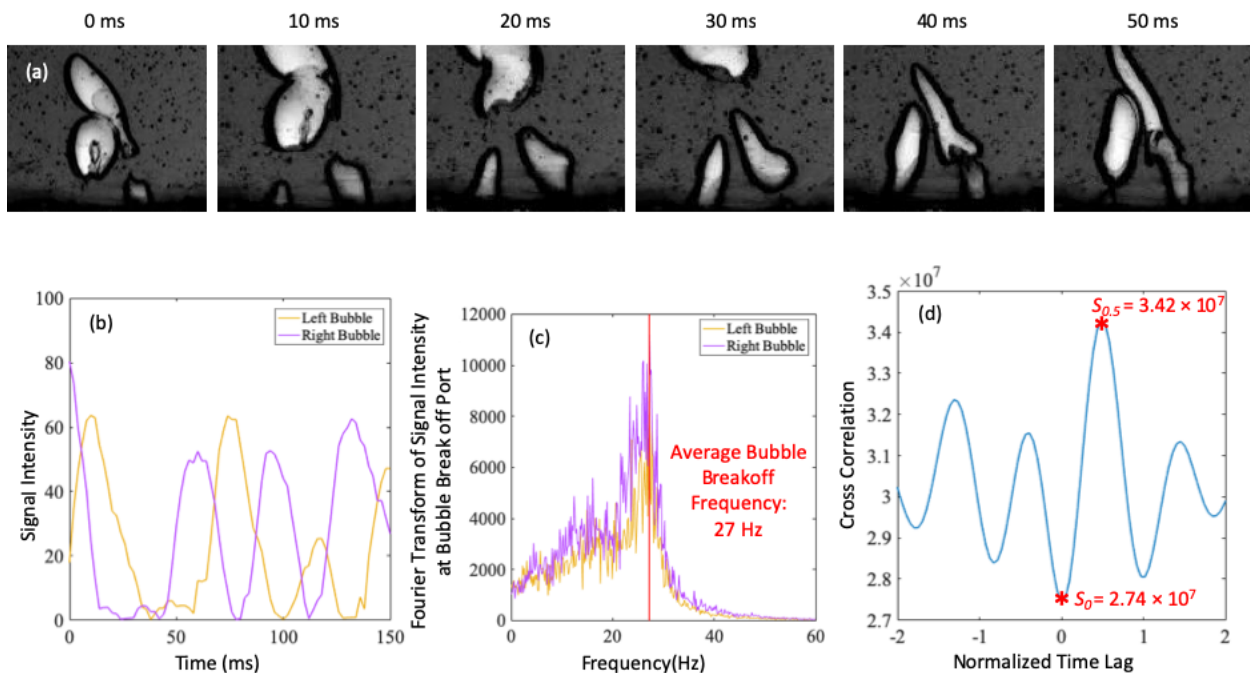 0 ms
10 ms
20 ms
30 ms
40 ms
50 ms
(a)
100
80
60
40
20
0
0
50
100
150
Signal Intensity
Time (ms)
(b)
Left Bubble
Right Bubble
Fourier Transform of Signal Intensity
at Bubble Break off Port
12000
10000
8000
6000
4000
2000
0
0
20
40
60
Frequency(Hz)
(c)
Left Bubble
Right Bubble
Average Bubble
Breakoff
Frequency:
27 Hz
× 10⁷
3.5
3.4
3.3
3.2
3.1
3
2.9
2.8
2.7
-2
-1
0
1
2
Cross Correlation
Normalized Time Lag
(d)
S₀.₅ = 3.42 × 10⁷
S₀ = 2.74 × 10⁷